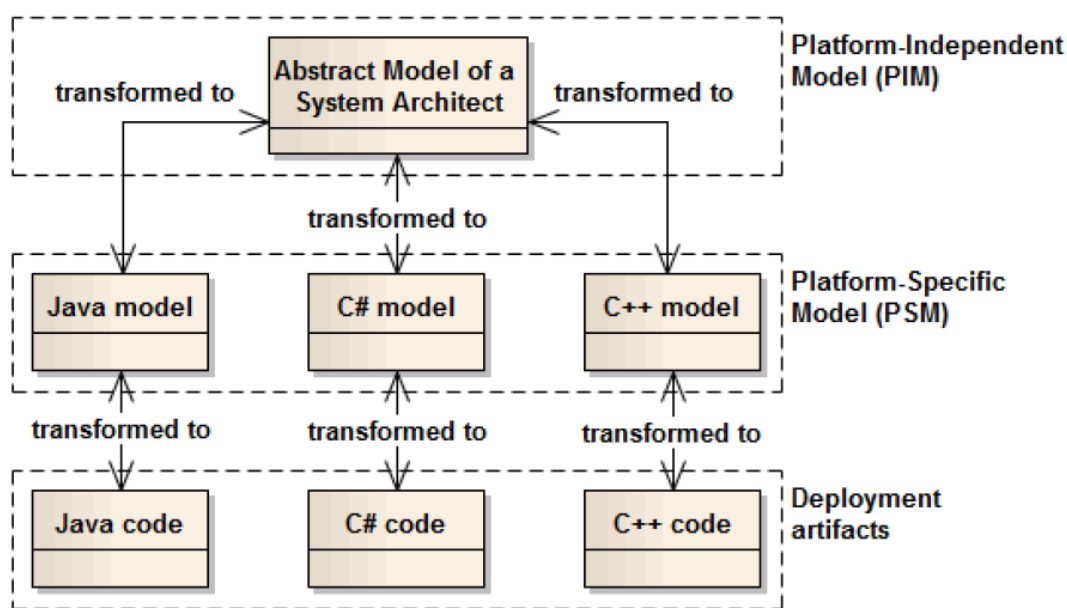 Platform-Independent
Model (PIM)
Abstract Model of a
System Architect
transformed to
transformed to
transformed to
Platform-Specific
Model (PSM)
Java model
C# model
C++ model
transformed to
transformed to
transformed to
Deployment
artifacts
Java code
C# code
C++ code